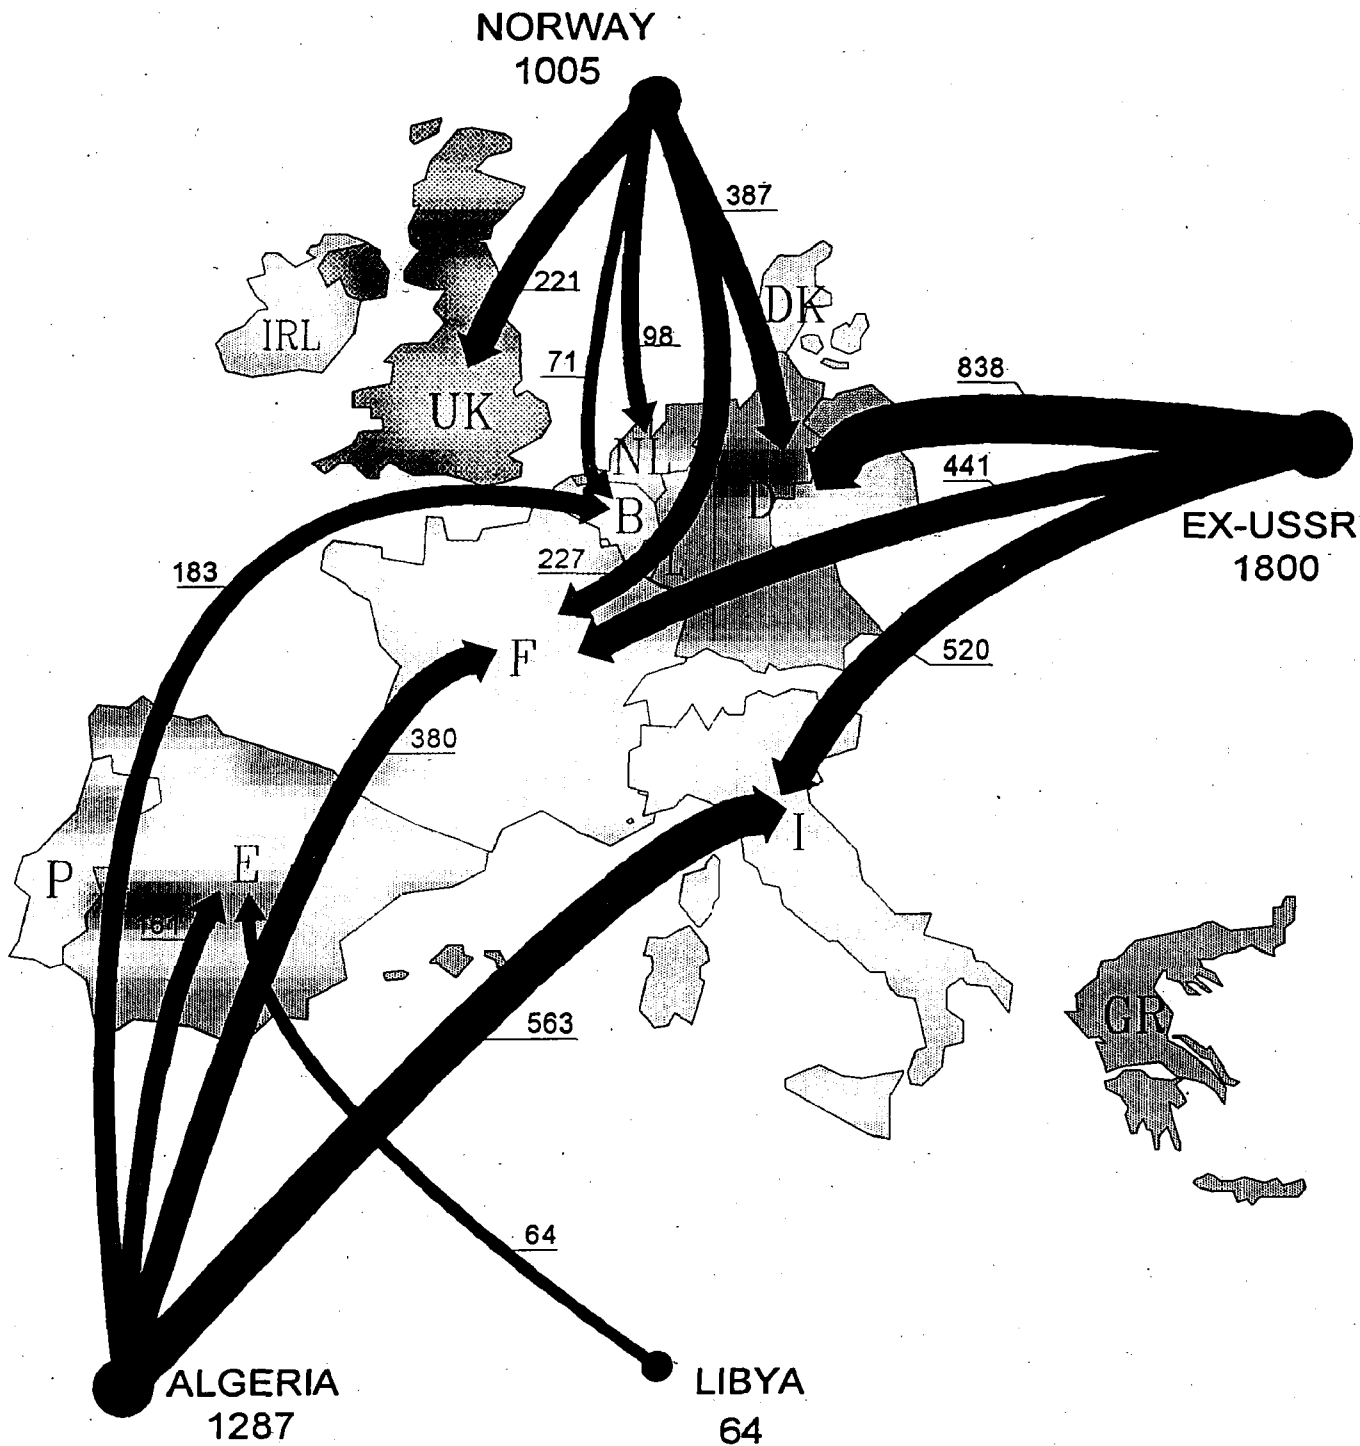 NORWAY
1005
387
221
DK
IRL
98
71
838
UK
NL
441
D
B
EX-USSR
1800
227
L
183
F
520
380
I
E
P
GR
563
64
ALGERIA
1287
LIBYA
64